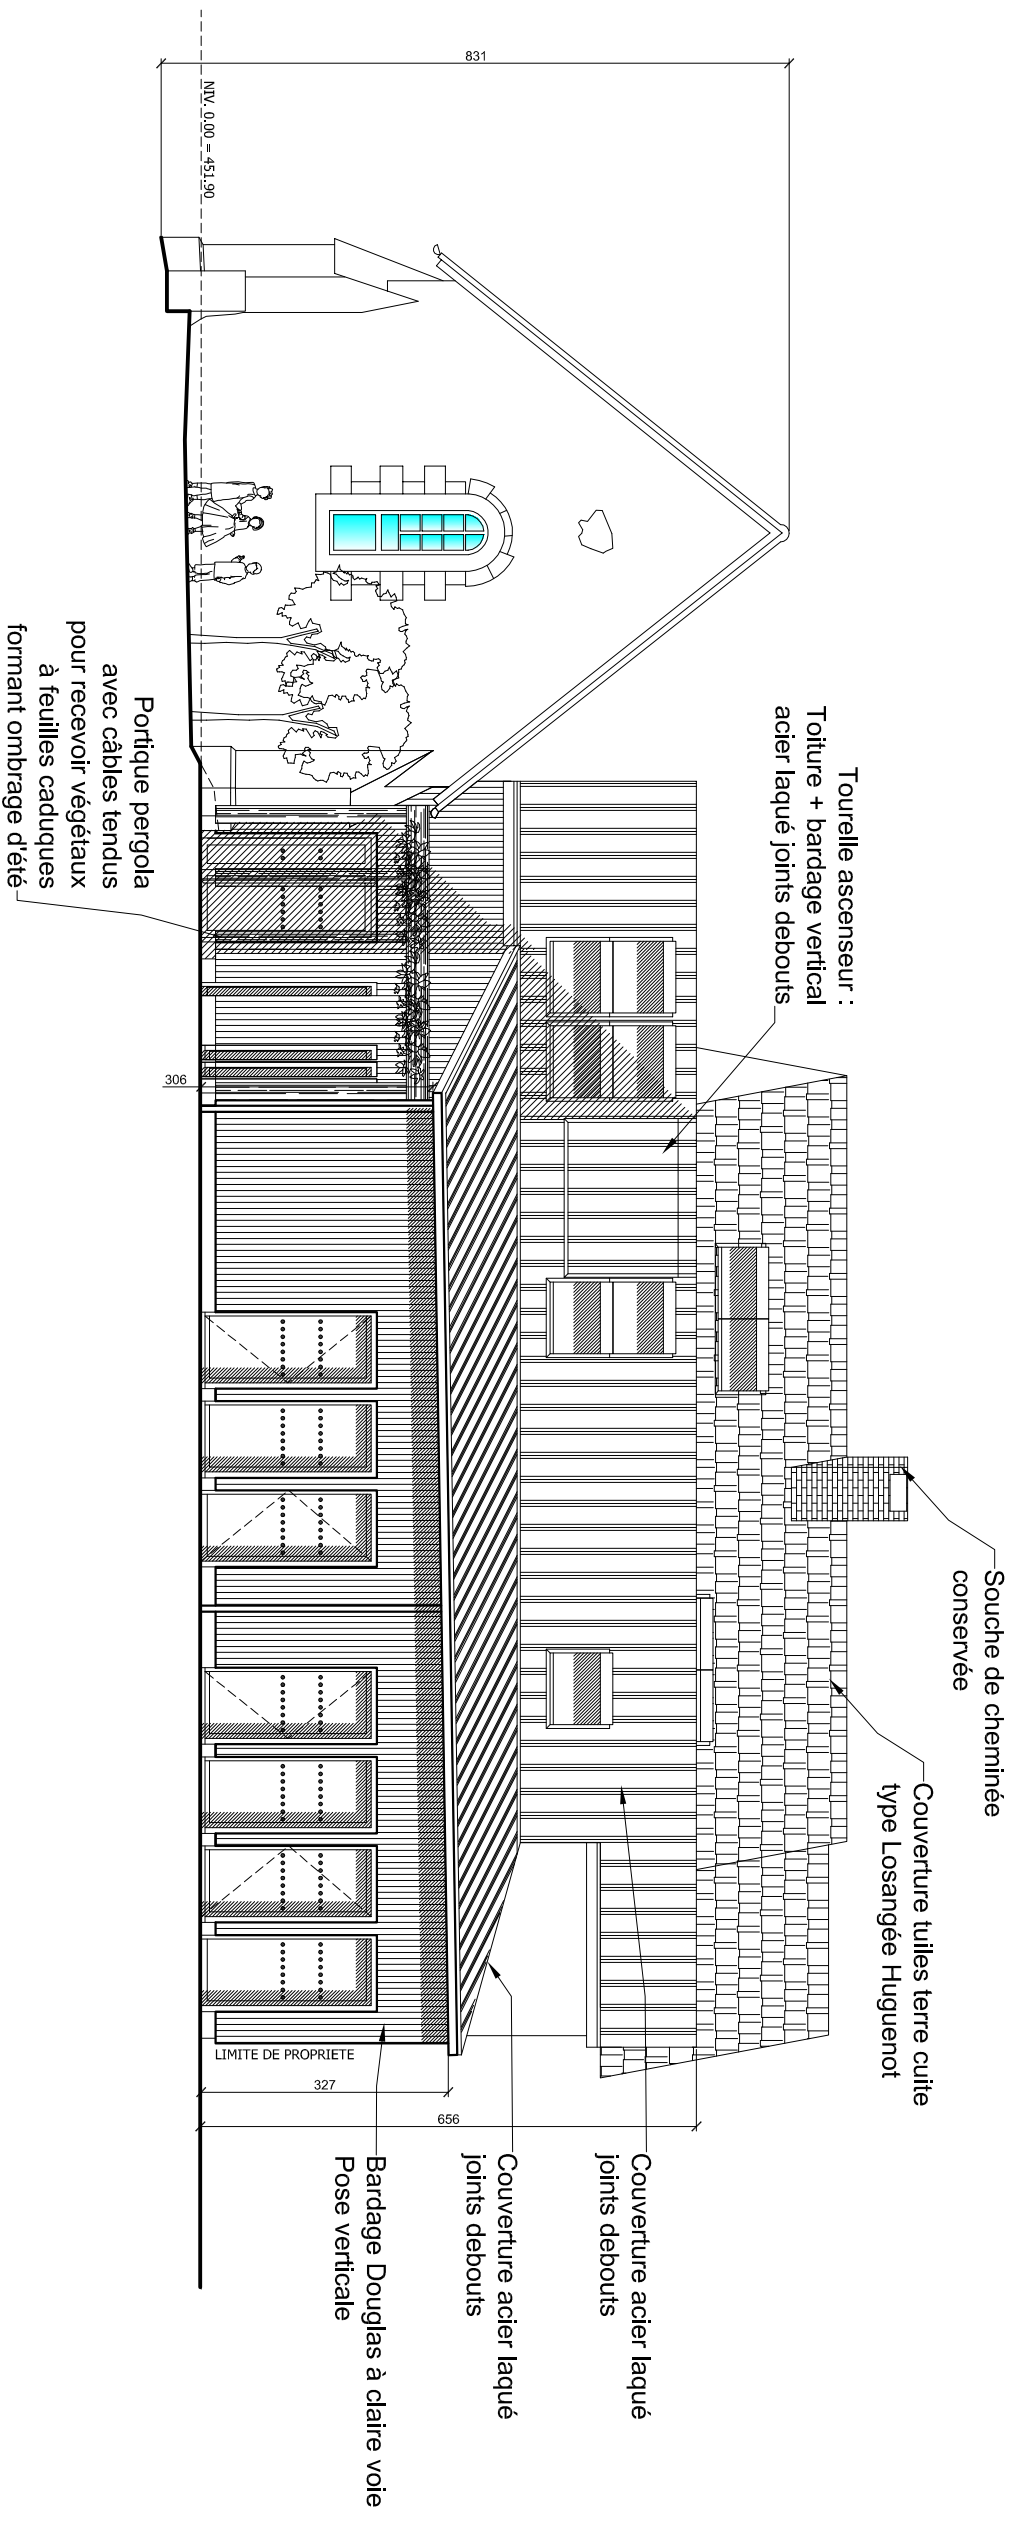 Souche de cheminée
conservée
Couverture tuiles terre cuite
type Losangée Huguenot
Tourelle ascenseur :
Toiture + bardage vertical
acier laqué joints debouts
831
NIV. 0.00 = 451.90
Portique pergola
avec câbles tendus
pour recevoir végétaux
à feuilles caduques
formant ombrage d'été
306
LIMITE DE PROPRIETE
327
656
Couverture acier laqué
joints debouts
Couverture acier laqué
joints debouts
Bardage Douglas à claire voie
Pose verticale